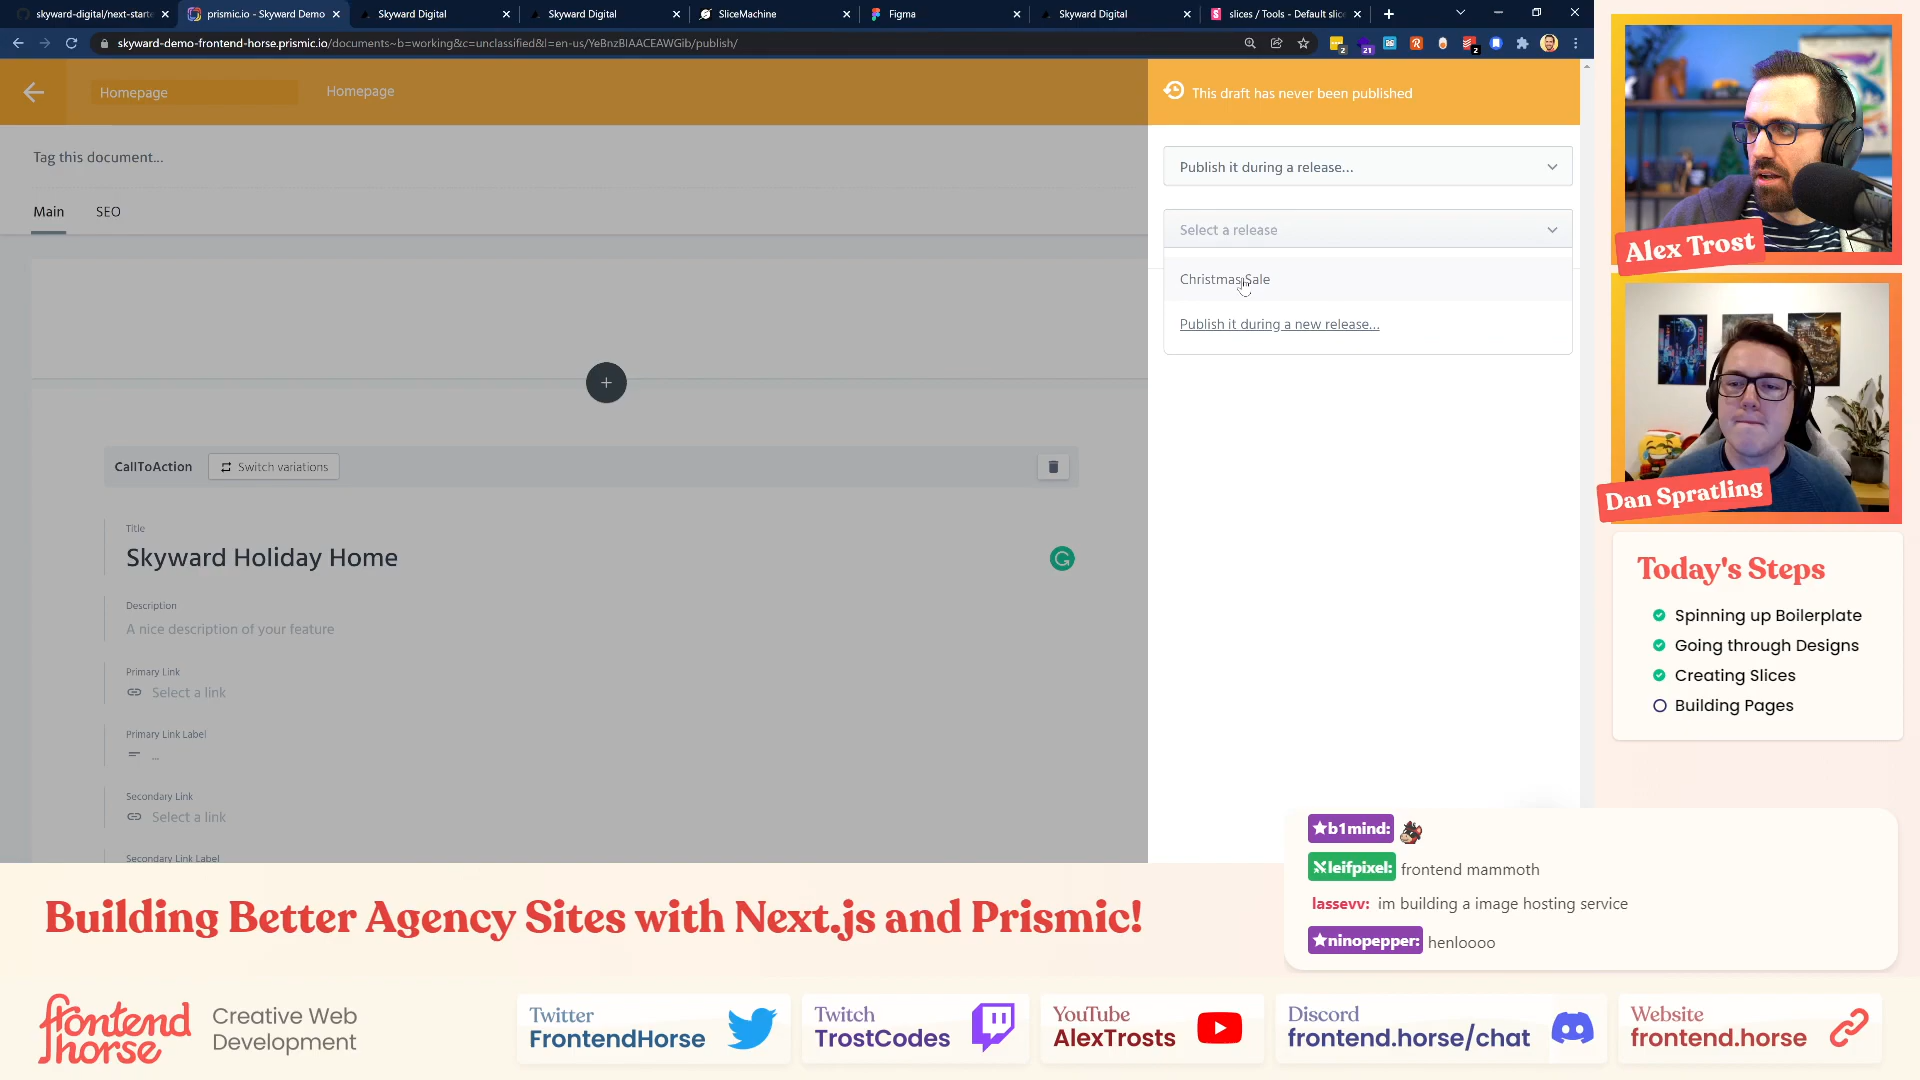 skyward-digital/next-starte
prismic.io - Skyward Demo
Skyward Digital
Skyward Digital
SliceMachine
Figma
Skyward Digital
slices / Tools - Default slice
skyward-demo-frontend-horse.prismic.io/documents~b=working&c=unclassified&l=en-us/YeBnzBIAACEAWGib/publish/
2
21
2
Homepage
Homepage
This draft has never been published
Tag this document...
Publish it during a release...
Main
SEO
Select a release
Christmas Sale
Publish it during a new release...
CallToAction
Switch variations
Title
Skyward Holiday Home
Description
A nice description of your feature
Primary Link
Select a link
Primary Link Label
...
Secondary Link
Select a link
Secondary Link Label
Alex Trost
Dan Spratling
Today's Steps
Spinning up Boilerplate
Going through Designs
Creating Slices
Building Pages
b1mind:
leifpixel: frontend mammoth
lassevv: im building a image hosting service
ninopepper: henloooo
Building Better Agency Sites with Next.js and Prismic!
frontend horse
Creative Web Development
Twitter
FrontendHorse
Twitch
TrostCodes
YouTube
AlexTrosts
Discord
frontend.horse/chat
Website
frontend.horse